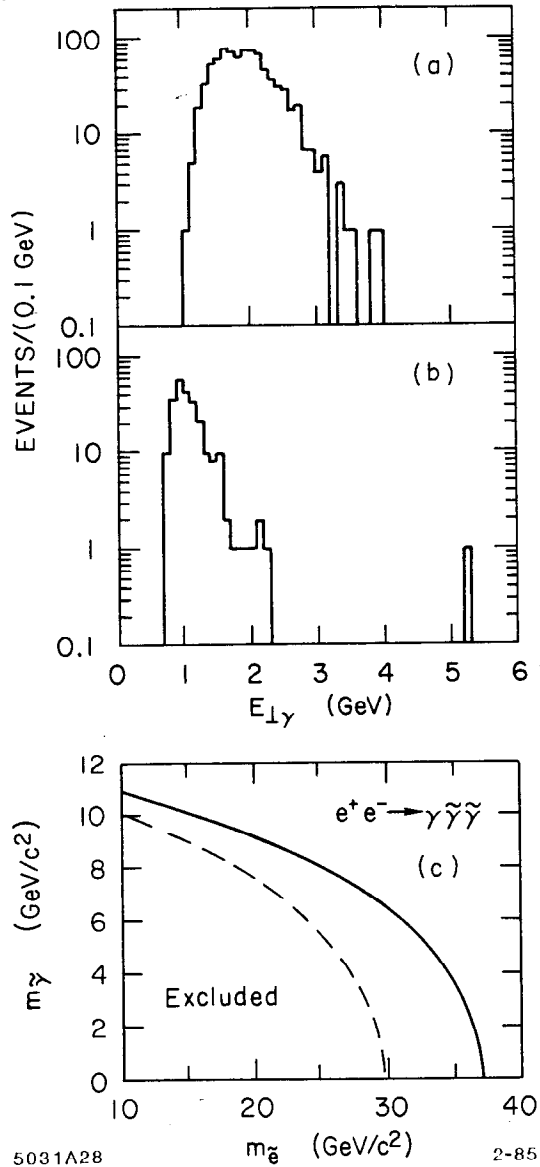 100
(a)
10
1
0.1
EVENTS/(0.1 GeV)
100
(b)
10
1
0.1
0 1 2 3 4 5 6
E⊥γ (GeV)
12
e⁺e⁻→γγ̃γ̃
10
(c)
8
mγ̃ (GeV/c²)
6
4
Excluded
2
0
10 20 30 40
5031A28 mẽ (GeV/c²) 2-85